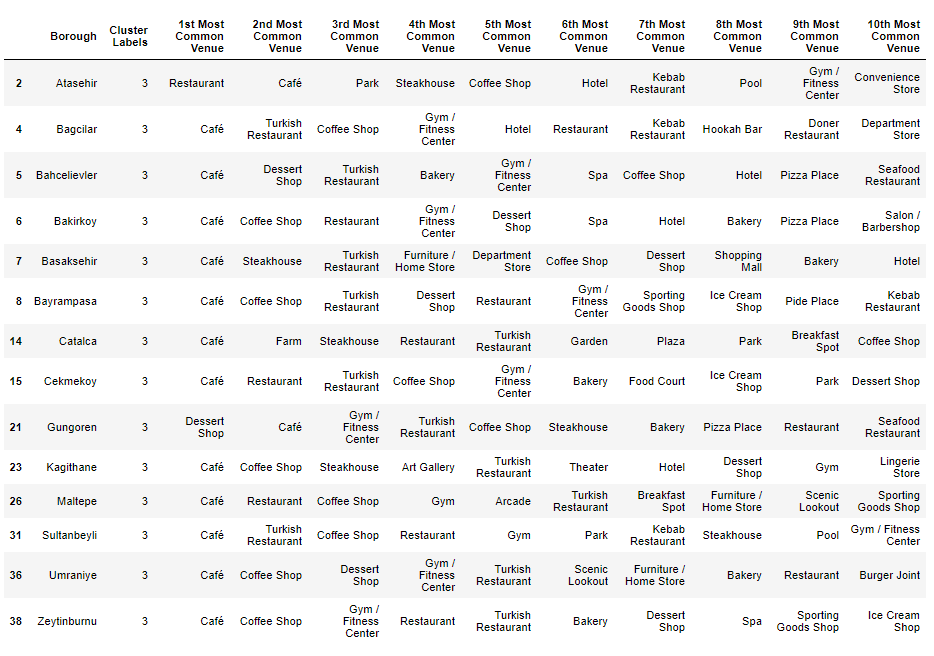 Borough Cluster Labels 1st Most Common Venue 2nd Most Common Venue 3rd Most Common Venue 4th Most Common Venue 5th Most Common Venue 6th Most Common Venue 7th Most Common Venue 8th Most Common Venue 9th Most Common Venue 10th Most Common Venue
2 Atasehir 3 Restaurant Café Park Steakhouse Coffee Shop Hotel Kebab Restaurant Pool Gym / Fitness Center Convenience Store
4 Bagcilar 3 Café Turkish Restaurant Coffee Shop Gym / Fitness Center Hotel Restaurant Kebab Restaurant Hookah Bar Doner Restaurant Department Store
5 Bahcelievler 3 Café Dessert Shop Turkish Restaurant Bakery Gym / Fitness Center Spa Coffee Shop Hotel Pizza Place Seafood Restaurant
6 Bakirkoy 3 Café Coffee Shop Restaurant Gym / Fitness Center Dessert Shop Spa Hotel Bakery Pizza Place Salon / Barbershop
7 Basaksehir 3 Café Steakhouse Turkish Restaurant Furniture / Home Store Department Store Coffee Shop Dessert Shop Shopping Mall Bakery Hotel
8 Bayrampasa 3 Café Coffee Shop Turkish Restaurant Dessert Shop Restaurant Gym / Fitness Center Sporting Goods Shop Ice Cream Shop Pide Place Kebab Restaurant
14 Catalca 3 Café Farm Steakhouse Restaurant Turkish Restaurant Garden Plaza Park Breakfast Spot Coffee Shop
15 Cekmekoy 3 Café Restaurant Turkish Restaurant Coffee Shop Gym / Fitness Center Bakery Food Court Ice Cream Shop Park Dessert Shop
21 Gungoren 3 Dessert Shop Café Gym / Fitness Center Turkish Restaurant Coffee Shop Steakhouse Bakery Pizza Place Restaurant Seafood Restaurant
23 Kagithane 3 Café Coffee Shop Steakhouse Art Gallery Turkish Restaurant Theater Hotel Dessert Shop Gym Lingerie Store
26 Maltepe 3 Café Restaurant Coffee Shop Gym Arcade Turkish Restaurant Breakfast Spot Furniture / Home Store Scenic Lookout Sporting Goods Shop
31 Sultanbeyli 3 Café Turkish Restaurant Coffee Shop Restaurant Gym Park Kebab Restaurant Steakhouse Pool Gym / Fitness Center
36 Umraniye 3 Café Coffee Shop Dessert Shop Gym / Fitness Center Turkish Restaurant Scenic Lookout Furniture / Home Store Bakery Restaurant Burger Joint
38 Zeytinburnu 3 Café Coffee Shop Gym / Fitness Center Restaurant Turkish Restaurant Bakery Dessert Shop Spa Sporting Goods Shop Ice Cream Shop